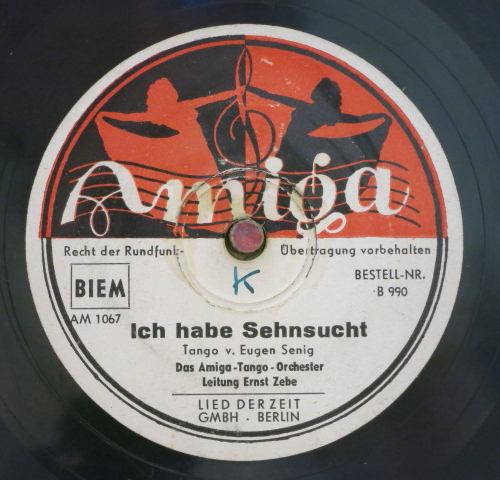 Amiga
Recht der Rundfunk- Übertragung vorbehalten
BIEM
BESTELL-NR.
B 990
K
AM 1067
Ich habe Sehnsucht
Tango v. Eugen Senig
Das Amiga-Tango-Orchester
Leitung Ernst Zebe
LIED DER ZEIT
GMBH . BERLIN